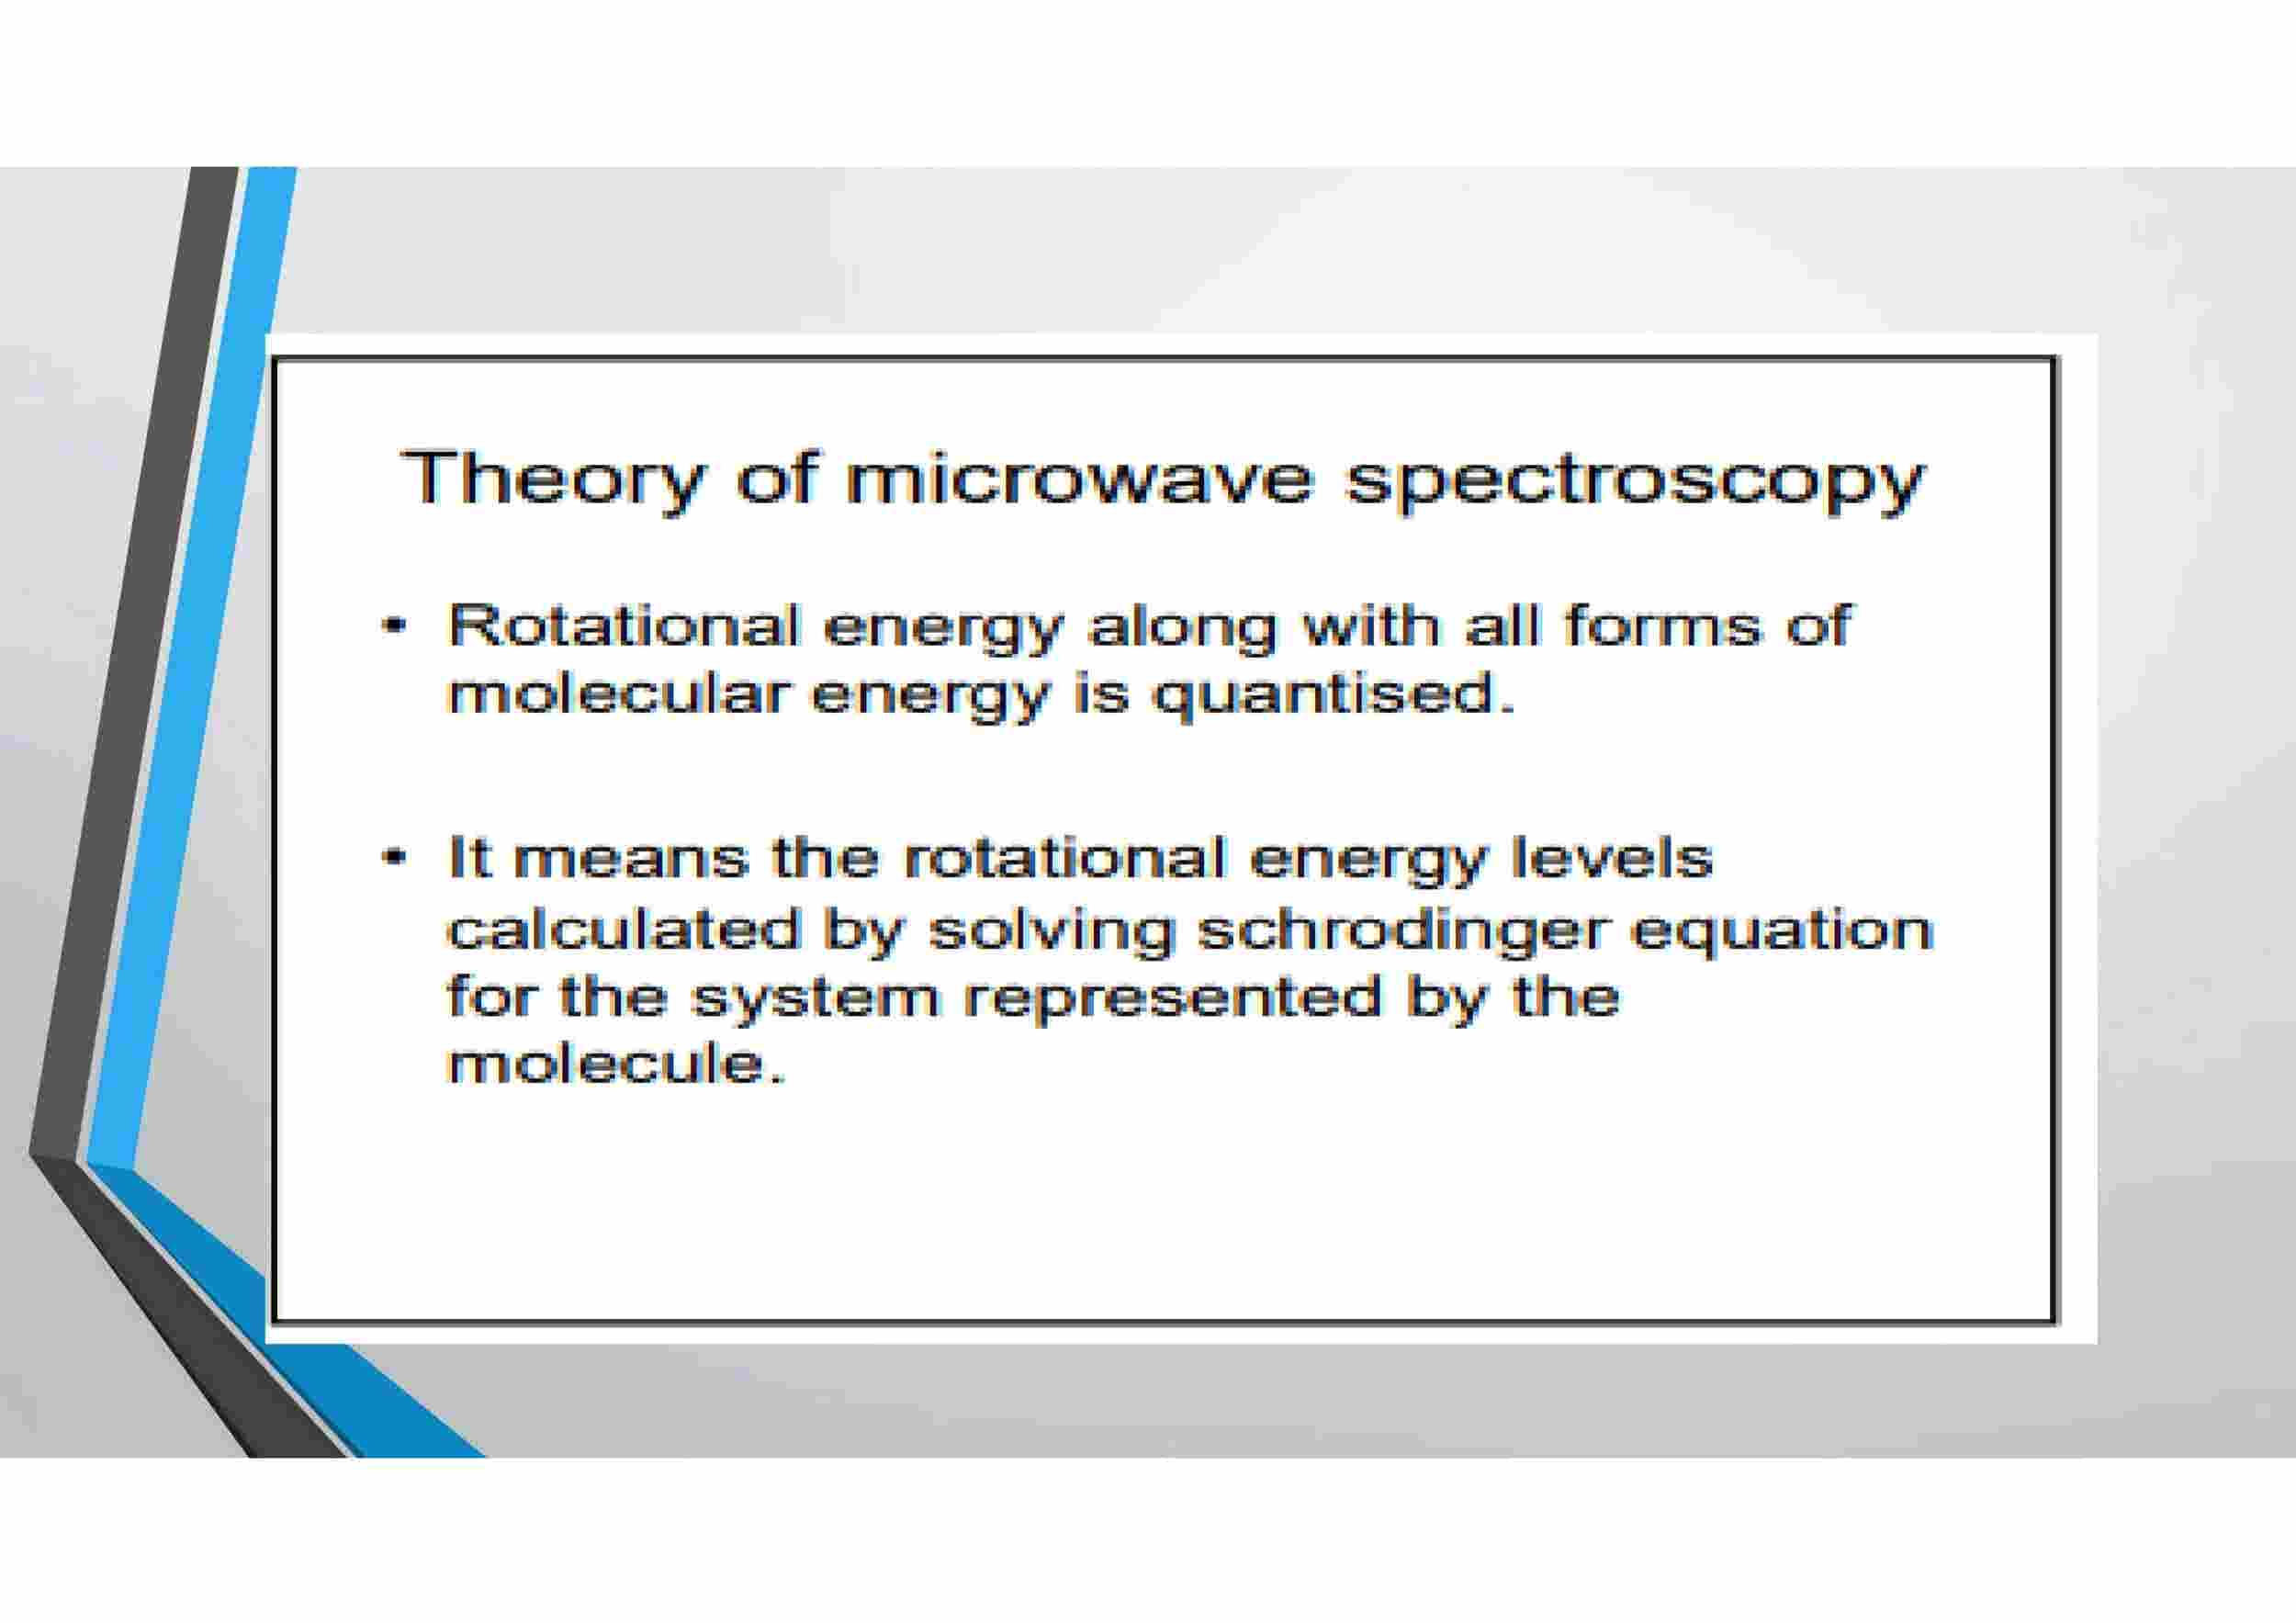 Theory of microwave spectroscopy
• Rotational energy along with all forms of
molecular energy is quantised.
• It means the rotational energy levels
calculated by solving schrodinger equation
for the system represented by the
molecule.